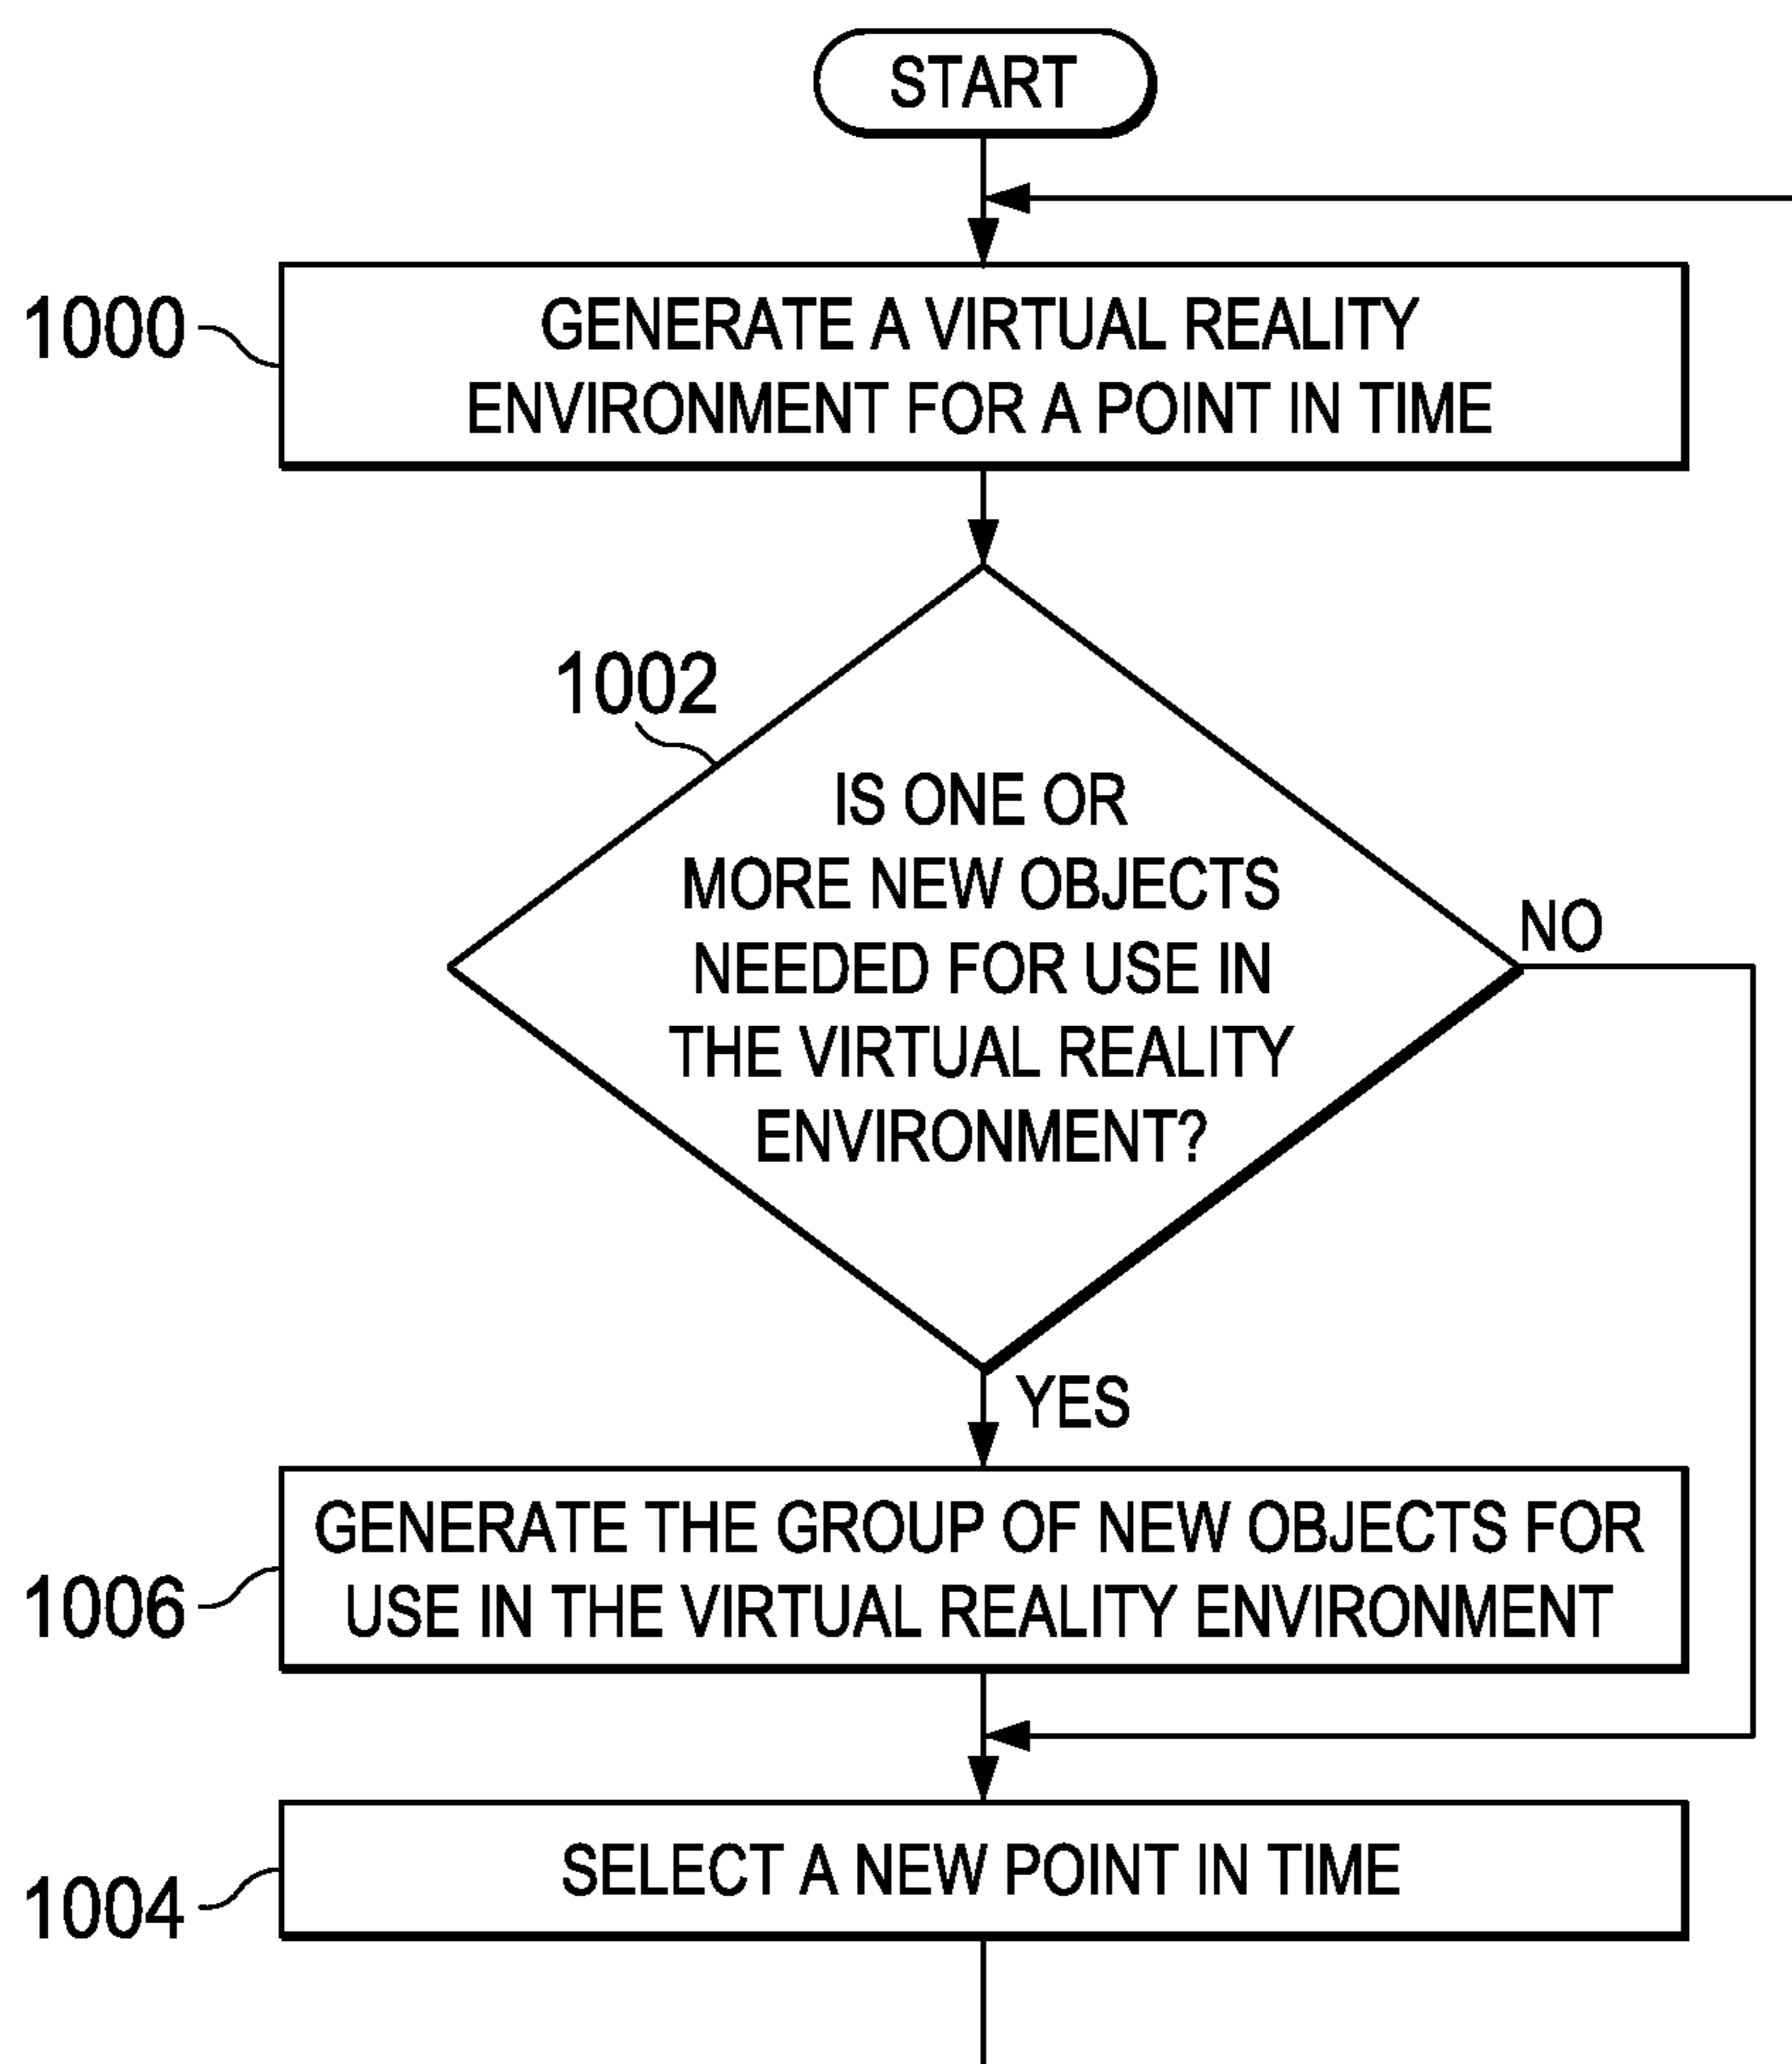 START
1000
GENERATE A VIRTUAL REALITY
ENVIRONMENT FOR A POINT IN TIME
1002
IS ONE OR
MORE NEW OBJECTS
NEEDED FOR USE IN
THE VIRTUAL REALITY
ENVIRONMENT?
NO
YES
1006
GENERATE THE GROUP OF NEW OBJECTS FOR
USE IN THE VIRTUAL REALITY ENVIRONMENT
1004
SELECT A NEW POINT IN TIME